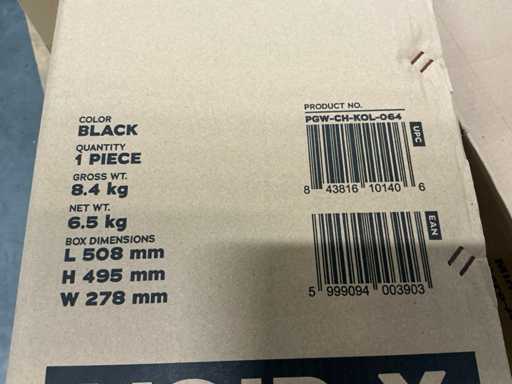 COLOR
BLACK
QUANTITY
1 PIECE
GROSS WT.
8.4 kg
NET WT.
6.5 kg
BOX DIMENSIONS
L 508 mm
H 495 mm
W 278 mm
PRODUCT NO.
PGW-CH-KOL-064
UPC
8 43816 10140 6
EAN
5 999094 003903